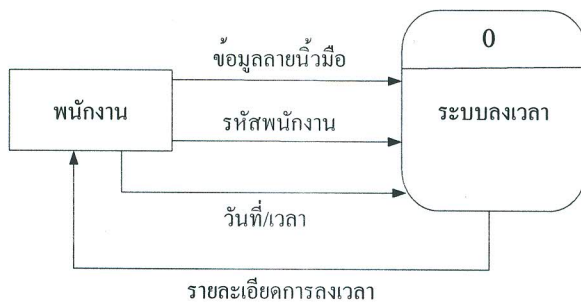 ข้อมูลลายนิ้วมือ
0
พนักงาน
ระบบลงเวลา
รหัสพนักงาน
วันที่/เวลา
รายละเอียดการลงเวลา